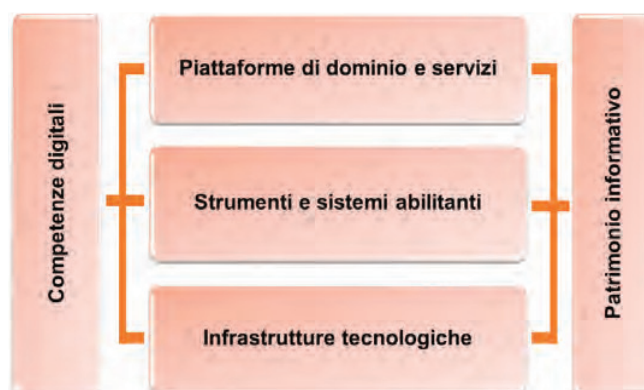 Competenze digitali
Piattaforme di dominio e servizi
Strumenti e sistemi abilitanti
Infrastrutture tecnologiche
Patrimonio informativo